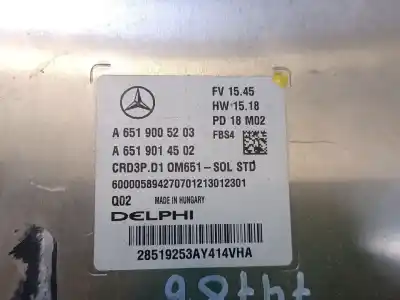 FV 15.45
HW 15.18
PD 18 M02
FBS4
A 651 900 52 03
A 651 901 45 02
CRD3P.D1 OM651-SOL STD
600005894270701213012301
Q02 MADE IN HUNGARY
DELPHI
28519253AY414VHA